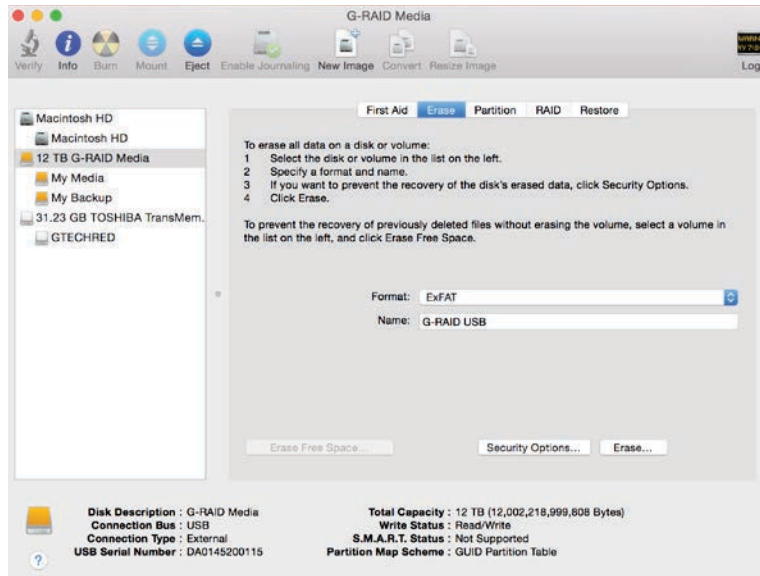 G-RAID Media
Verify Info Burn Mount Eject Enable Journaling New Image Convert Resize Image Log
Macintosh HD
Macintosh HD
12 TB G-RAID Media
My Media
My Backup
31.23 GB TOSHIBA TransMem.
GTECHRED
First Aid Erase Partition RAID Restore
To erase all data on a disk or volume:
1 Select the disk or volume in the list on the left.
2 Specify a format and name.
3 If you want to prevent the recovery of the disk's erased data, click Security Options.
4 Click Erase.
To prevent the recovery of previously deleted files without erasing the volume, select a volume in
the list on the left, and click Erase Free Space.
Format: ExFAT
Name: G-RAID USB
Erase Free Space... Security Options... Erase...
Disk Description : G-RAID Media
Connection Bus : USB
Connection Type : External
USB Serial Number : DA0145200115
Total Capacity : 12 TB (12,002,218,999,808 Bytes)
Write Status : Read/Write
S.M.A.R.T. Status : Not Supported
Partition Map Scheme : GUID Partition Table
?